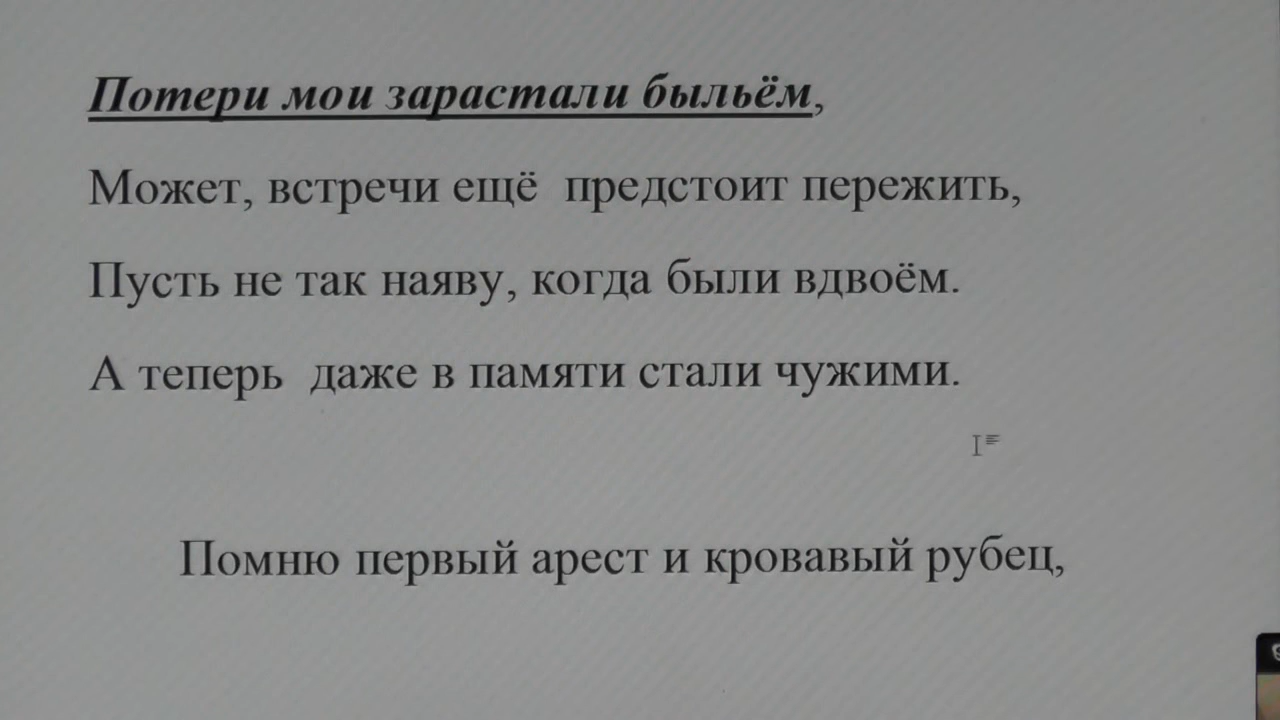 Потери мои зарастали быльём,
Может, встречи ещё  предстоит пережить,
Пусть не так наяву, когда были вдвоём.
А теперь  даже в памяти стали чужими.
Помню первый арест и кровавый рубец,